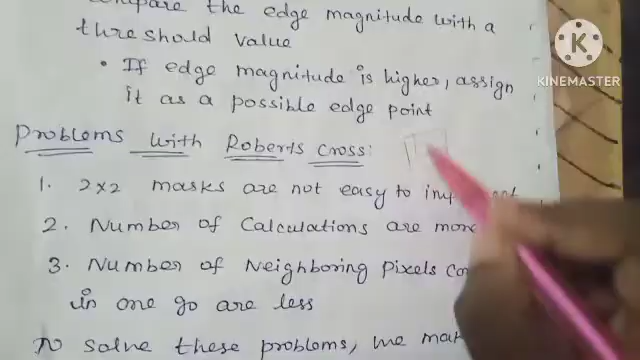 the edge magnitude with a
threshold value
• If edge magnitude is higher, assign
it as a possible edge point
Problems with Roberts Cross:
1. 2x2 masks are not easy to
2. Number of Calculations are more
3. Number of Neighboring pixels
in one go are less
To solve these problems, we
K
KINEMASTER